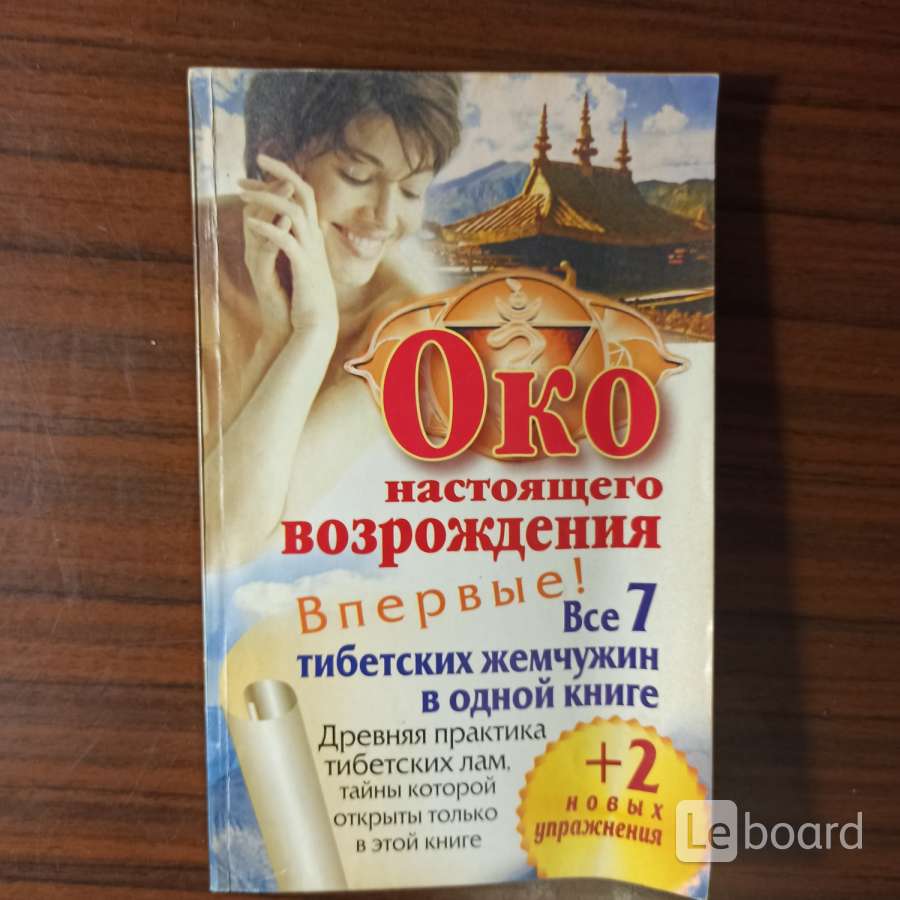 Око
настоящего
возрождения
Впервые!
Все 7
тибетских жемчужин
в одной книге
Древняя практика
тибетских лам,
тайны которой
открыты только
в этой книге
+2
новых
упражнения
Leboard